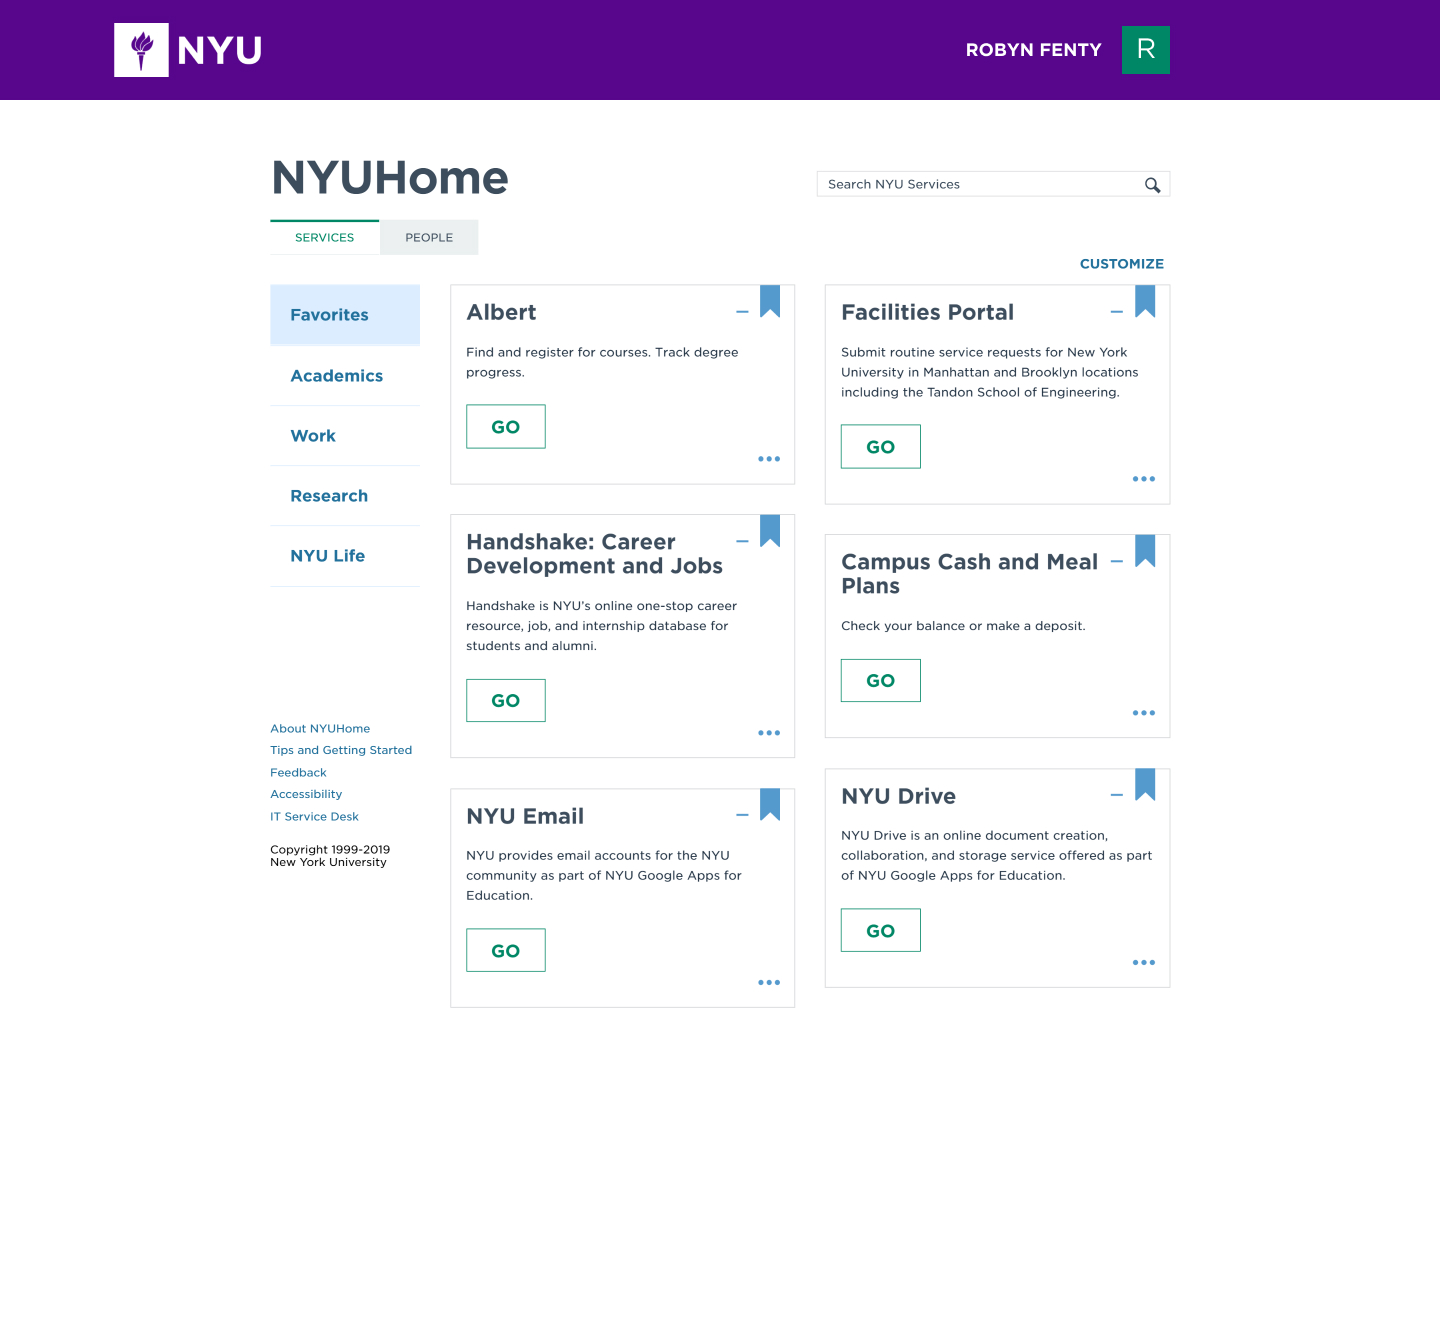 NYU
ROBYN FENTY
R
NYUHome
Search NYU Services
SERVICES
PEOPLE
CUSTOMIZE
Favorites
Academics
Work
Research
NYU Life
About NYUHome
Tips and Getting Started
Feedback
Accessibility
IT Service Desk
Copyright 1999-2019
New York University
Albert
Find and register for courses. Track degree
progress.
GO
Handshake: Career
Development and Jobs
Handshake is NYU's online one-stop career
resource, job, and internship database for
students and alumni.
GO
NYU Email
NYU provides email accounts for the NYU
community as part of NYU Google Apps for
Education.
GO
Facilities Portal
Submit routine service requests for New York
University in Manhattan and Brooklyn locations
including the Tandon School of Engineering.
GO
Campus Cash and Meal
Plans
Check your balance or make a deposit.
GO
NYU Drive
NYU Drive is an online document creation,
collaboration, and storage service offered as part
of NYU Google Apps for Education.
GO